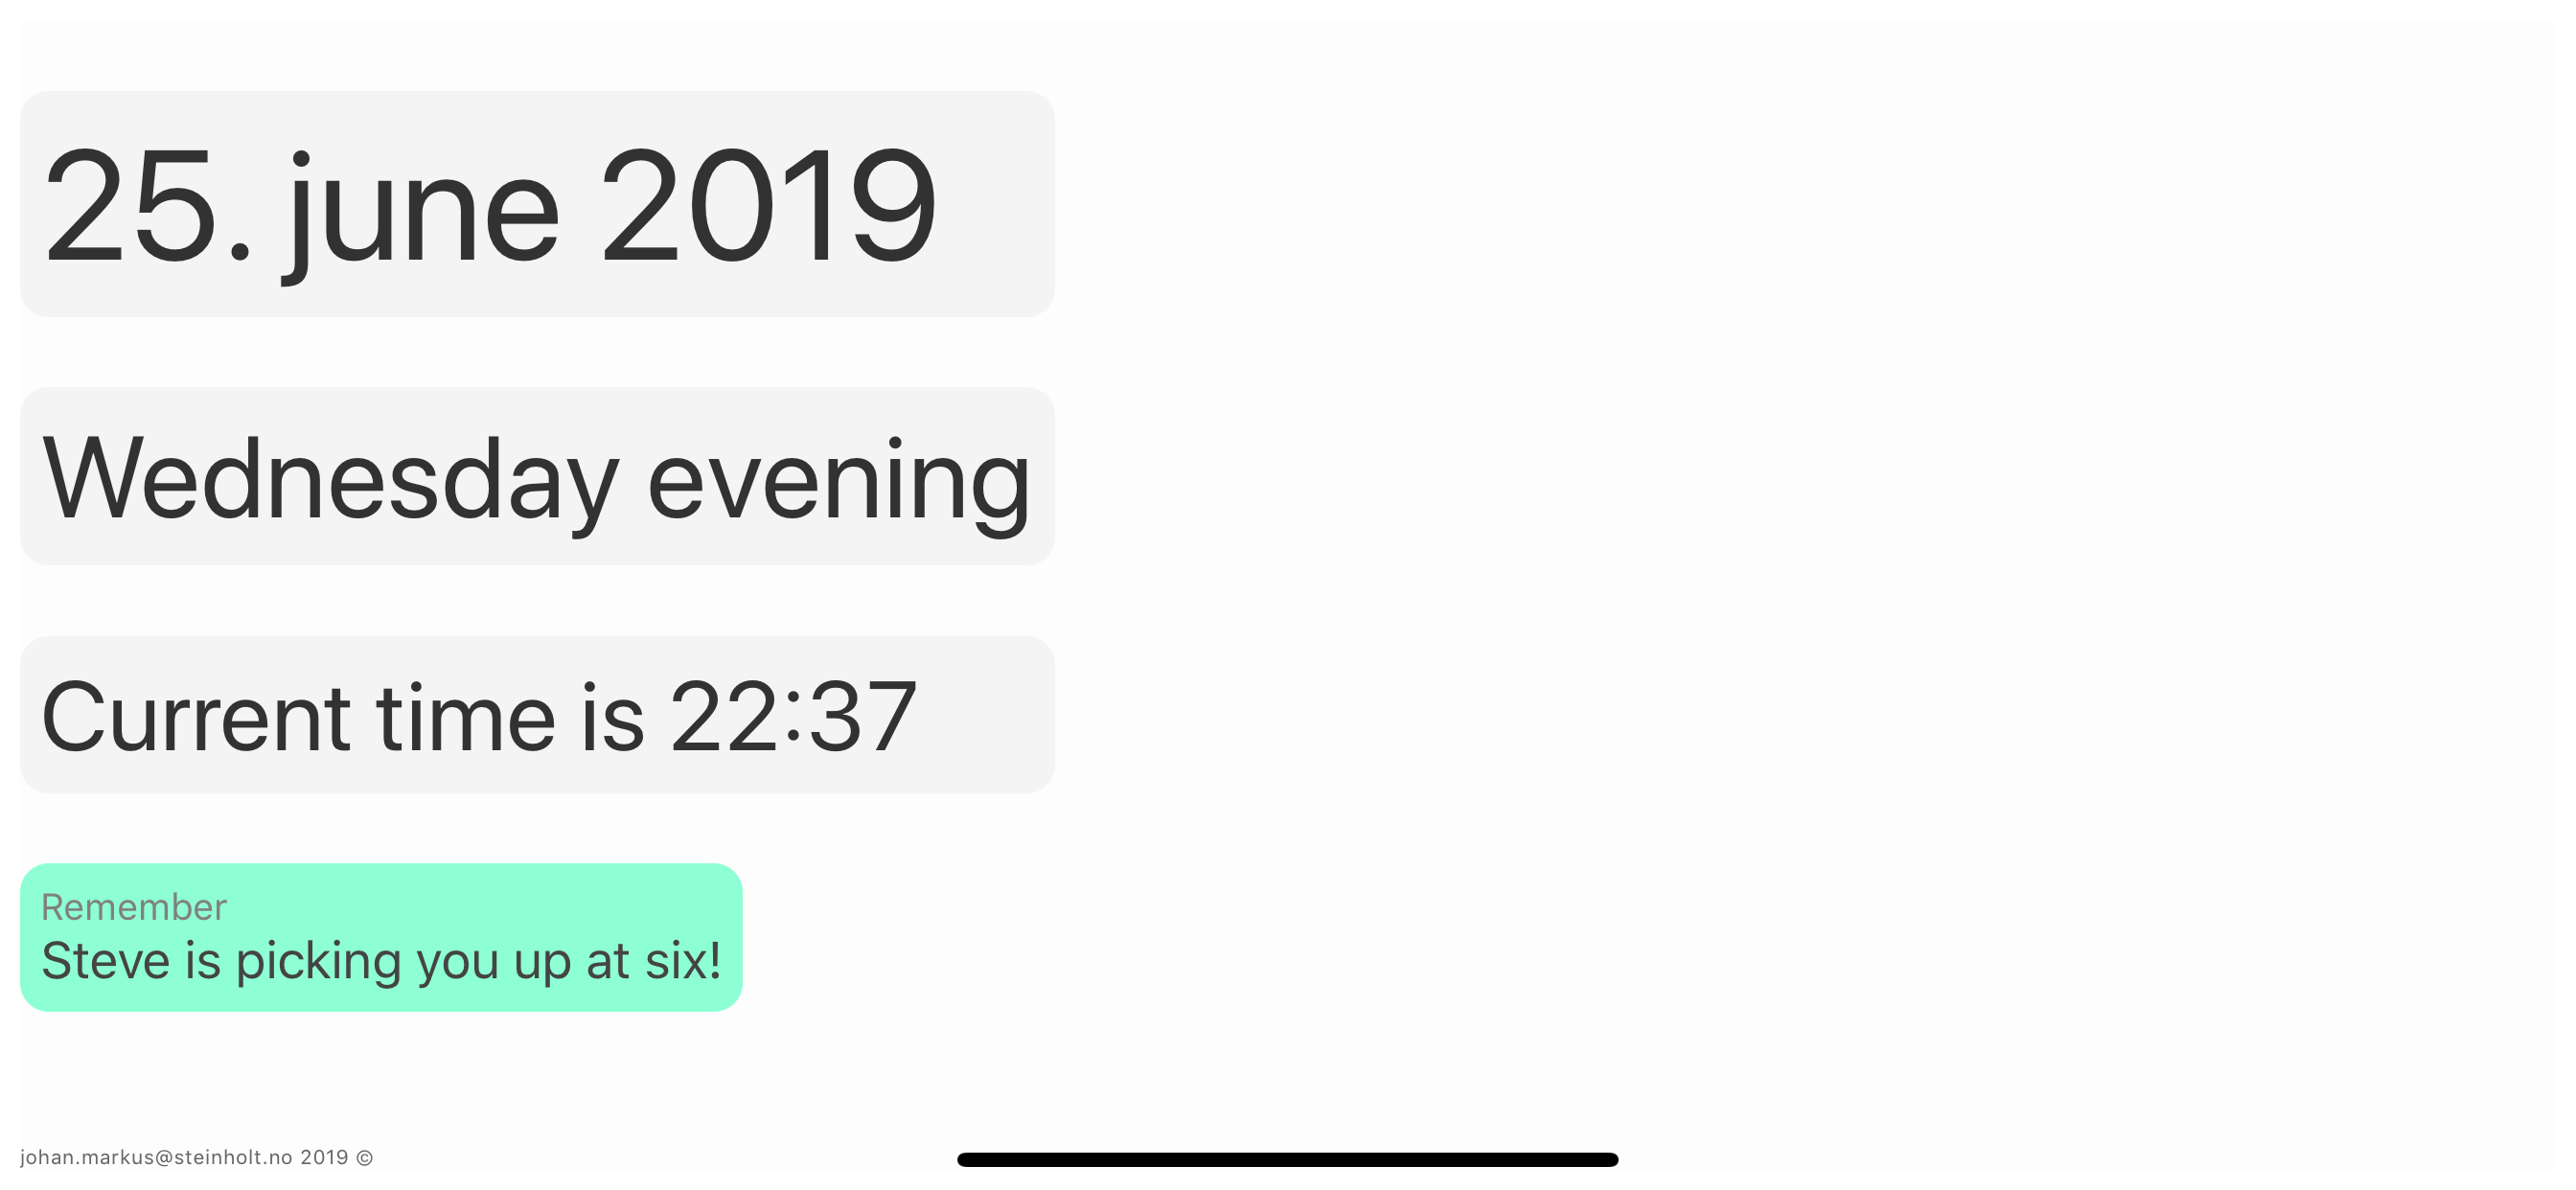 25. june 2019
Wednesday evening
Current time is 22:37
Remember
Steve is picking you up at six!
johan.markus@steinholt.no 2019 ©